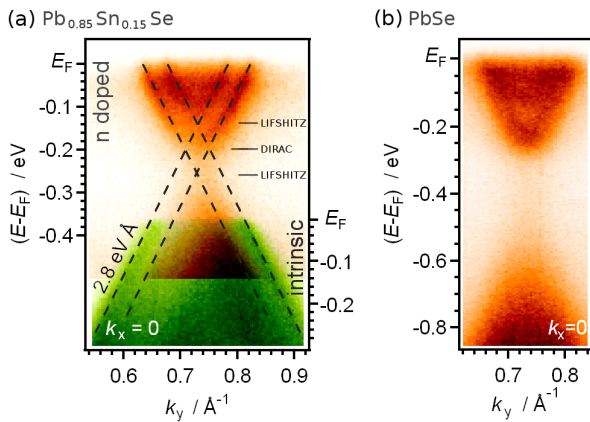 (a) Pb0.85Sn0.15Se
EF
-0.1
-0.2
-0.3
-0.4
(E-EF) / eV
n doped
LIFSHITZ
DIRAC
LIFSHITZ
2.8 eV Å
kx = 0
intrinsic
EF
-0.1
-0.2
0.6 0.7 0.8 0.9
ky / Å-1
(b) PbSe
EF
-0.2
-0.4
-0.6
-0.8
(E-EF) / eV
kx=0
0.7 0.8
ky / Å-1